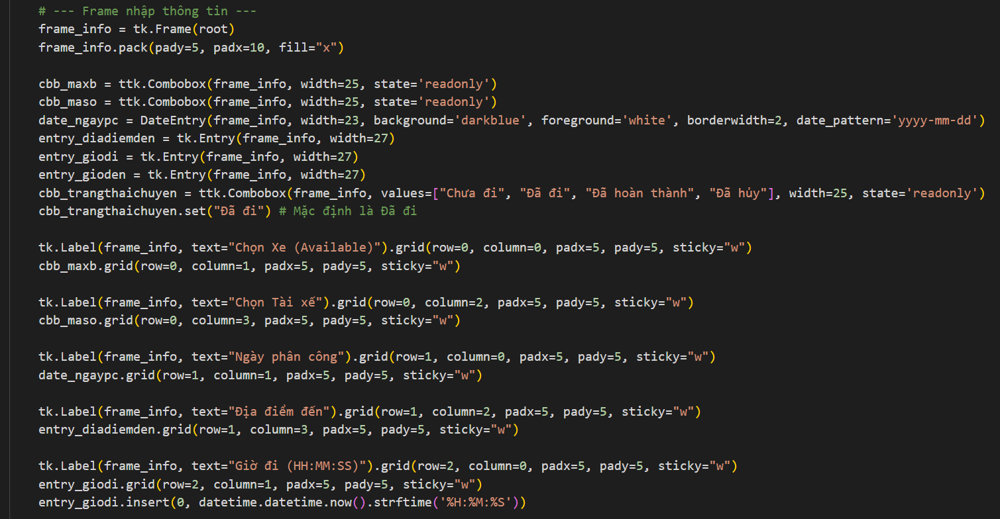 # --- Frame nhập thông tin ---
frame_info = tk.Frame(root)
frame_info.pack(pady=5, padx=10, fill="x")

cbb_maxb = ttk.Combobox(frame_info, width=25, state='readonly')
cbb_maso = ttk.Combobox(frame_info, width=25, state='readonly')
date_ngaypc = DateEntry(frame_info, width=23, background='darkblue', foreground='white', borderwidth=2, date_pattern='yyyy-mm-dd')
entry_diadiemden = tk.Entry(frame_info, width=27)
entry_giodi = tk.Entry(frame_info, width=27)
entry_gioden = tk.Entry(frame_info, width=27)
cbb_trangthaichuyen = ttk.Combobox(frame_info, values=["Chưa đi", "Đã đi", "Đã hoàn thành", "Đã hủy"], width=25, state='readonly')
cbb_trangthaichuyen.set("Đã đi") # Mặc định là Đã đi

tk.Label(frame_info, text="Chọn Xe (Available)").grid(row=0, column=0, padx=5, pady=5, sticky="w")
cbb_maxb.grid(row=0, column=1, padx=5, pady=5, sticky="w")

tk.Label(frame_info, text="Chọn Tài xế").grid(row=0, column=2, padx=5, pady=5, sticky="w")
cbb_maso.grid(row=0, column=3, padx=5, pady=5, sticky="w")

tk.Label(frame_info, text="Ngày phân công").grid(row=1, column=0, padx=5, pady=5, sticky="w")
date_ngaypc.grid(row=1, column=1, padx=5, pady=5, sticky="w")

tk.Label(frame_info, text="Địa điểm đến").grid(row=1, column=2, padx=5, pady=5, sticky="w")
entry_diadiemden.grid(row=1, column=3, padx=5, pady=5, sticky="w")

tk.Label(frame_info, text="Giờ đi (HH:MM:SS)").grid(row=2, column=0, padx=5, pady=5, sticky="w")
entry_giodi.grid(row=2, column=1, padx=5, pady=5, sticky="w")
entry_giodi.insert(0, datetime.datetime.now().strftime('%H:%M:%S'))